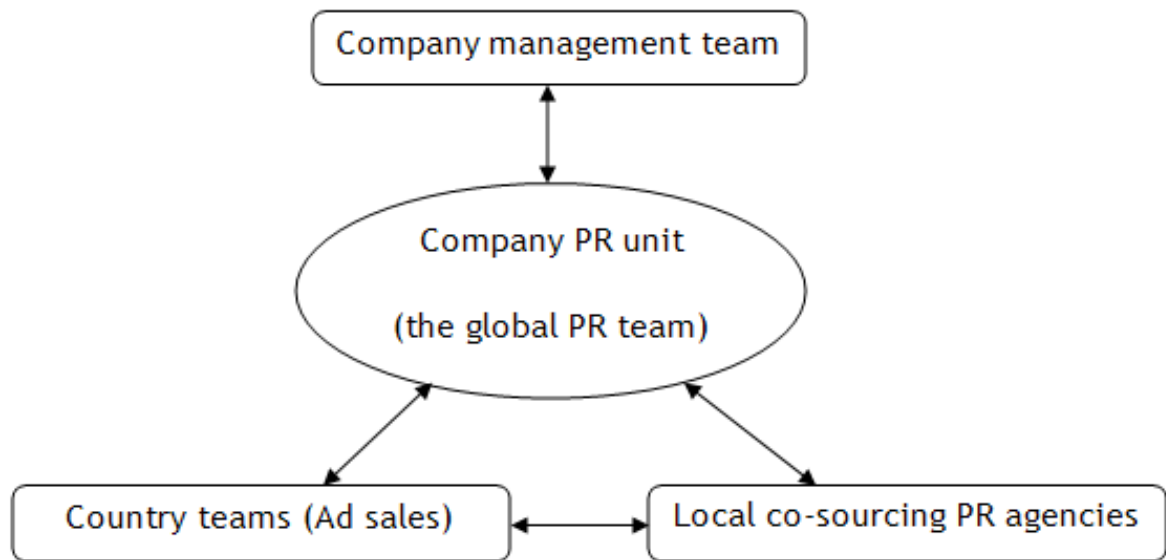 Company management team
Company PR unit
(the global PR team)
Country teams (Ad sales)
Local co-sourcing PR agencies